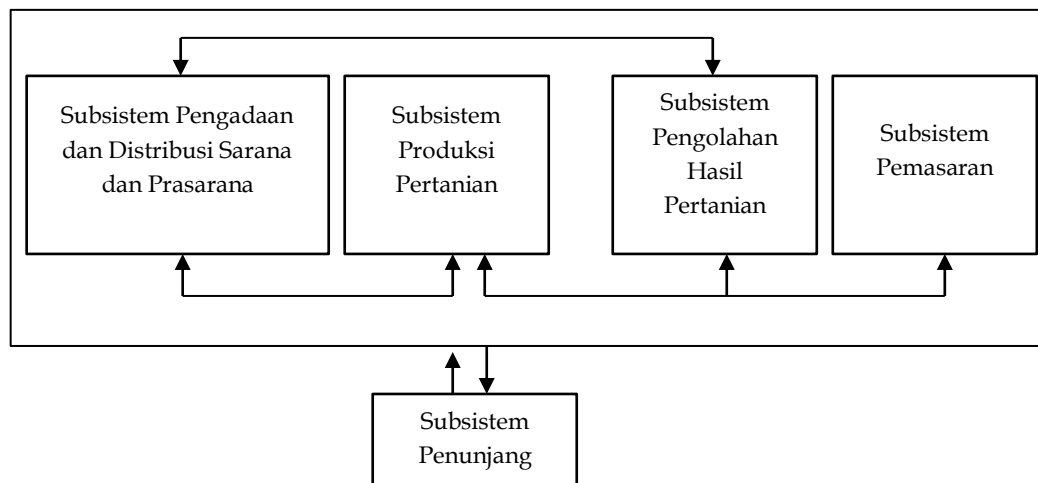 Subsistem Pengadaan
dan Distribusi Sarana
dan Prasarana
Subsistem
Produksi
Pertanian
Subsistem
Pengolahan
Hasil
Pertanian
Subsistem
Pemasaran
Subsistem
Penunjang